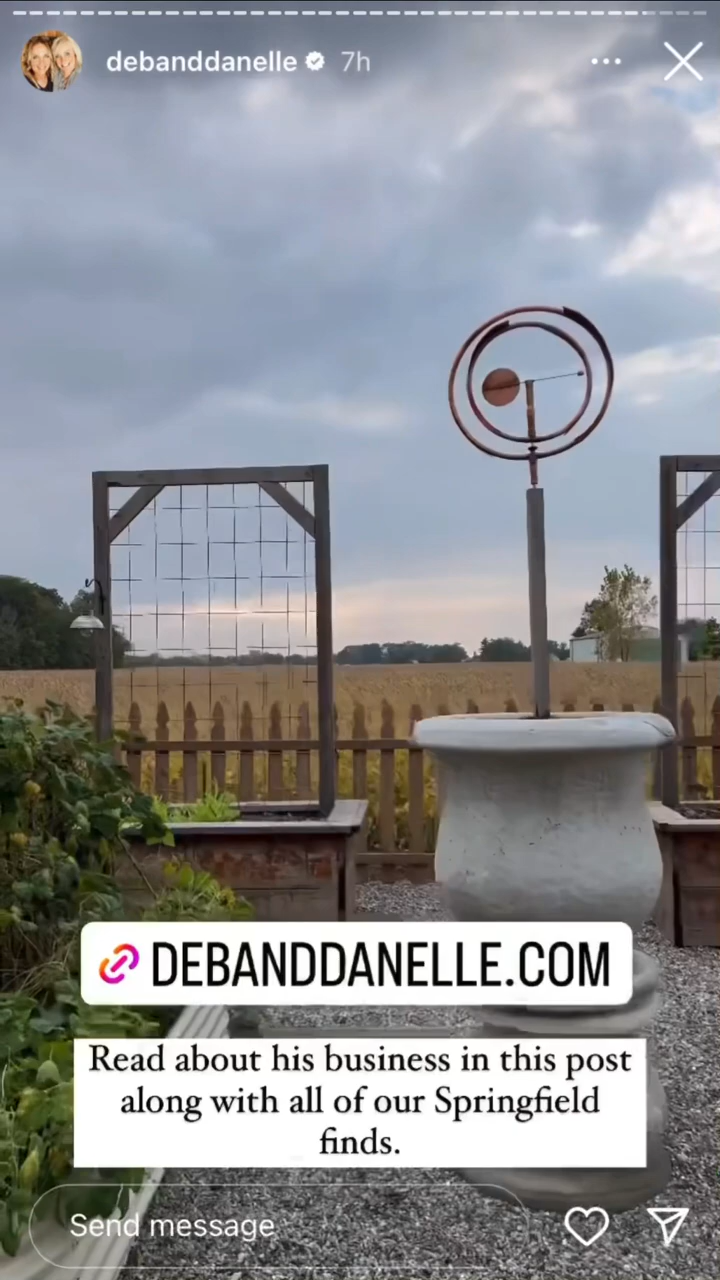 debanddanelle 7h
DEBANDDANELLE.COM
Read about his business in this post
along with all of our Springfield
finds.
Send message